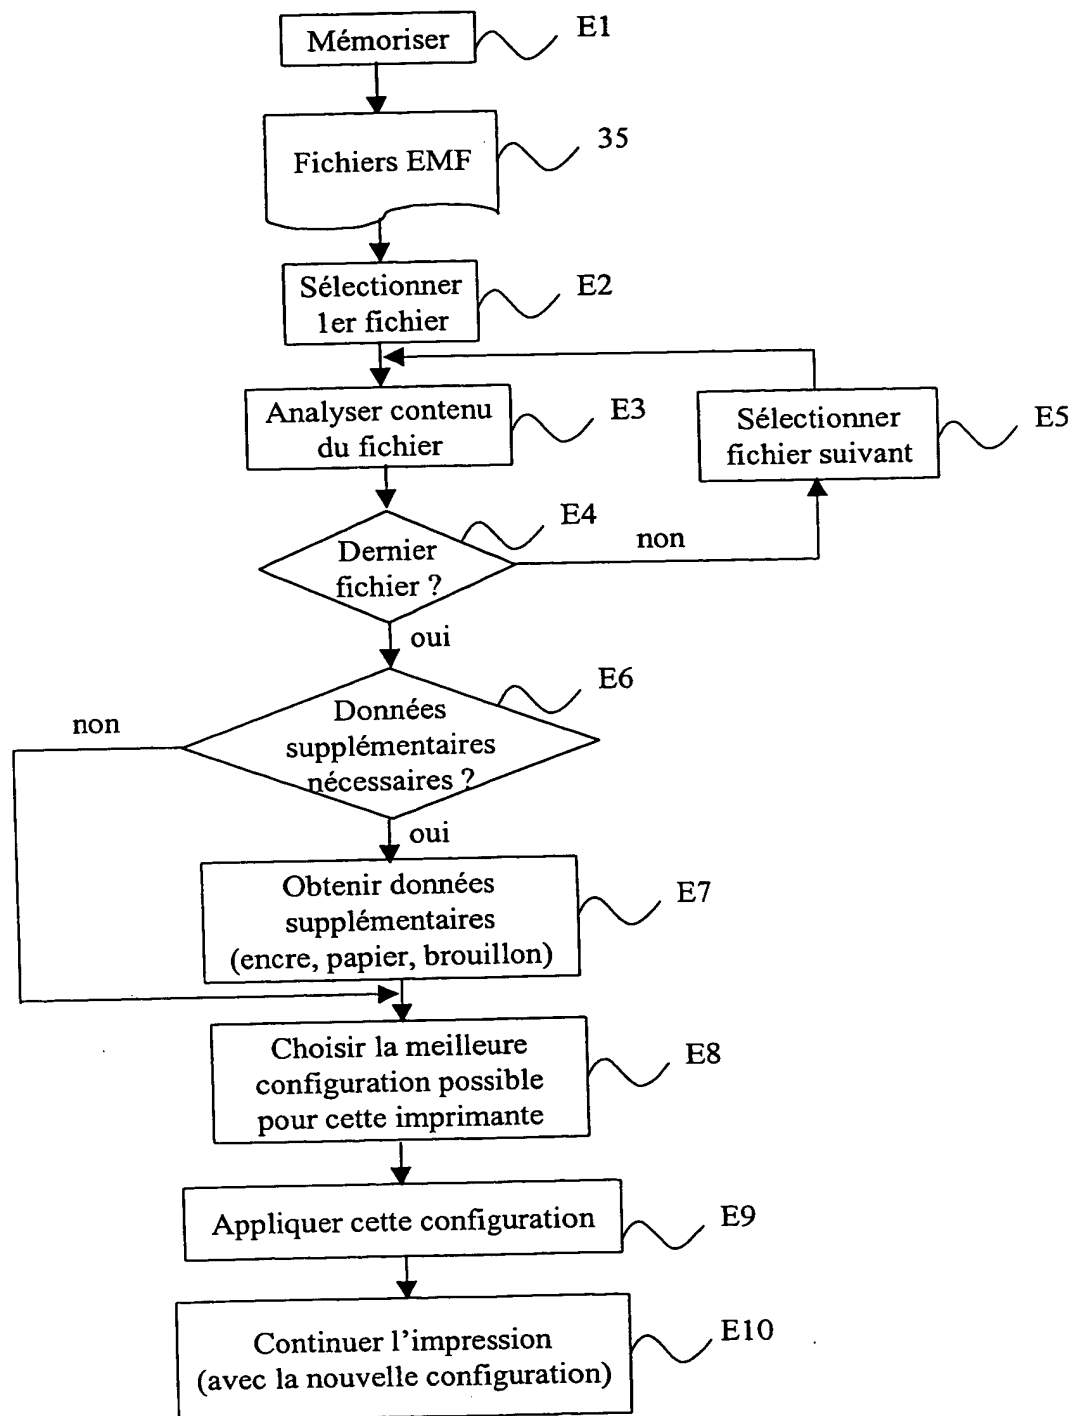 Mémoriser
E1
Fichiers EMF
35
Sélectionner
1er fichier
E2
Analyser contenu
du fichier
E3
Sélectionner
fichier suivant
E5
Dernier
fichier ?
E4
non
oui
Données
supplémentaires
nécessaires ?
E6
non
oui
Obtenir données
supplémentaires
(encre, papier, brouillon)
E7
Choisir la meilleure
configuration possible
pour cette imprimante
E8
Appliquer cette configuration
E9
Continuer l'impression
(avec la nouvelle configuration)
E10